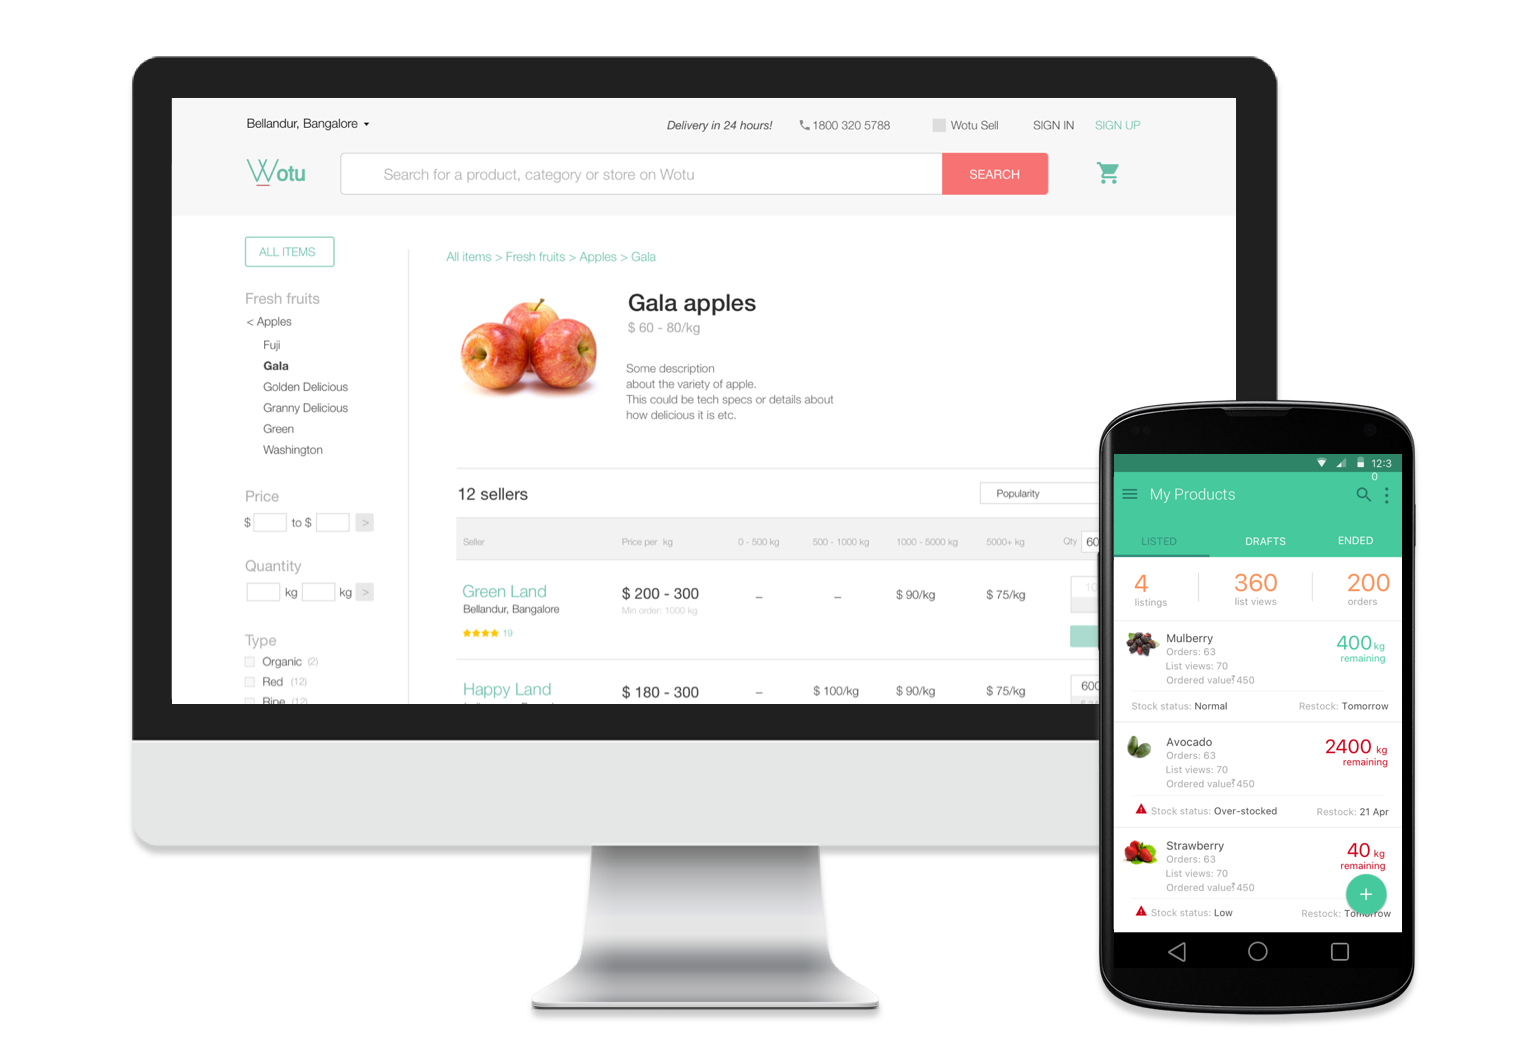 Bellandur, Bangalore
Delivery in 24 hours!
1800 320 5788
Wotu Sell
SIGN IN
SIGN UP
Wotu
Search for a product, category or store on Wotu
SEARCH
ALL ITEMS
Fresh fruits
< Apples
Fuji
Gala
Golden Delicious
Granny Delicious
Green
Washington
Price
$ to $ >
Quantity
kg kg >
Type
Organic (2)
Red (12)
Ripe (12)
All items > Fresh fruits > Apples > Gala
Gala apples
$ 60 - 80/kg
Some description
about the variety of apple.
This could be tech specs or details about
how delicious it is etc.
12 sellers
Popularity
Seller Price per kg 0 - 500 kg 500 - 1000 kg 1000 - 5000 kg 5000+ kg Qty 60
Green Land
Bellandur, Bangalore
19
$ 200 - 300
Min order: 1000 kg
– – $ 90/kg $ 75/kg
10
Happy Land
$ 180 - 300
– $ 100/kg $ 90/kg $ 75/kg
600
12:3
0
My Products
LISTED DRAFTS ENDED
4 360 200
listings list views orders
Mulberry
Orders: 63
List views: 70
Ordered value₹450
400 kg
remaining
Stock status: Normal Restock: Tomorrow
Avocado
Orders: 63
List views: 70
Ordered value₹450
2400 kg
remaining
Stock status: Over-stocked Restock: 21 Apr
Strawberry
Orders: 63
List views: 70
Ordered value₹450
40 kg
remaining
+
Stock status: Low Restock: Tomorrow